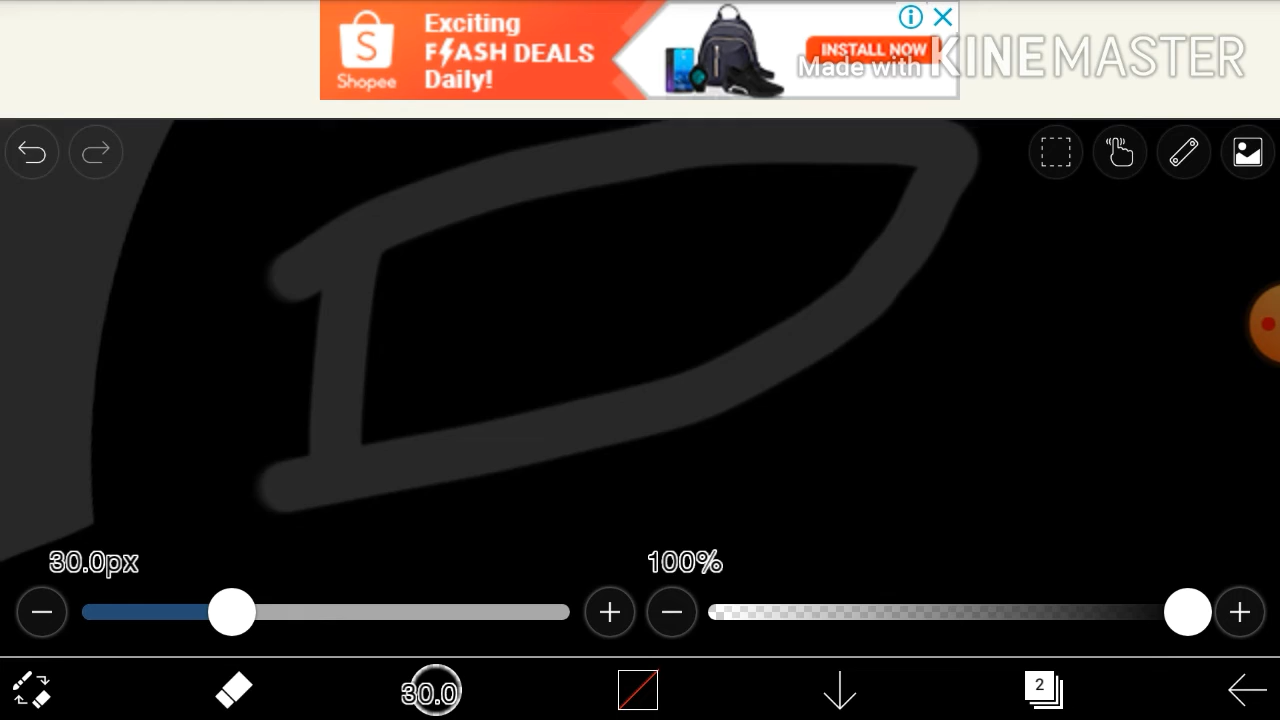 Exciting
FLASH DEALS
Daily!
Shopee
INSTALL NOW
Made with KINEMASTER
30.0px
100%
30.0
2